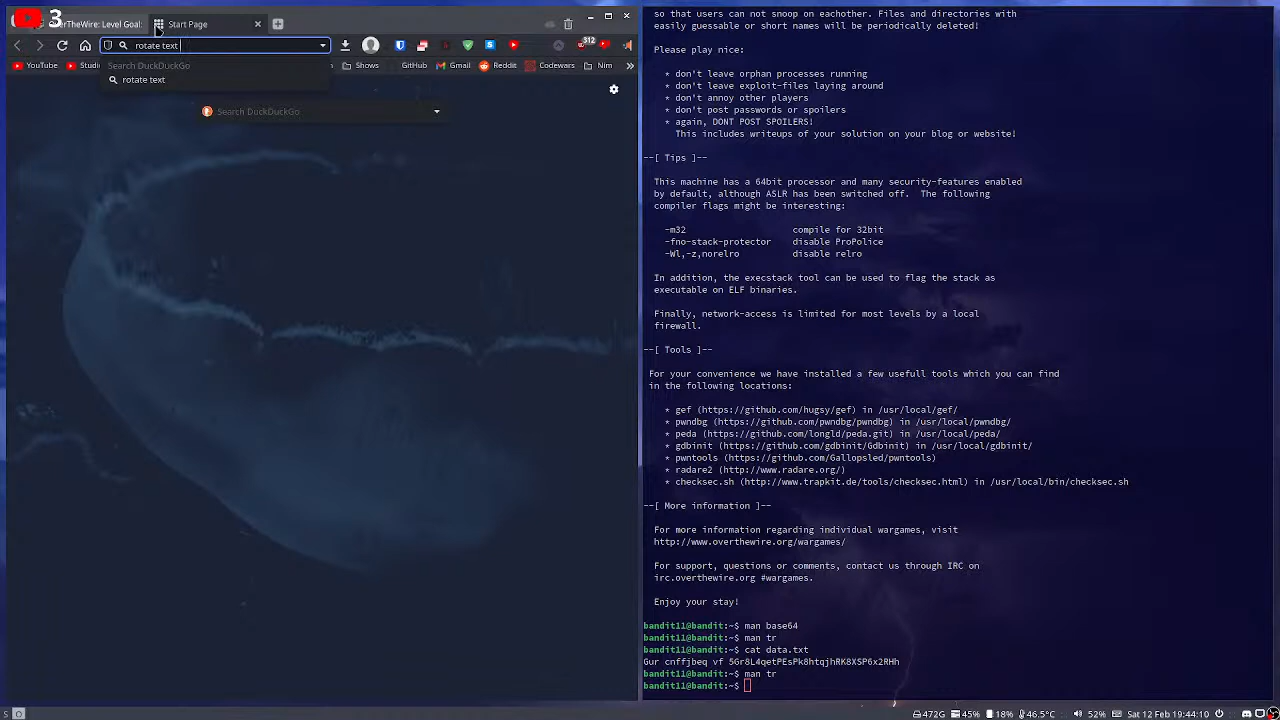 3
erTheWire: Level Goal:
Start Page
rotate text
312
YouTube
Studi
Shows
GitHub
Gmail
Reddit
Codewars
Nim
Search DuckDuckGo
rotate text
Search DuckDuckGo
so that users can not snoop on eachother. Files and directories with
easily guessable or short names will be periodically deleted!
Please play nice:
* don't leave orphan processes running
* don't leave exploit-files laying around
* don't annoy other players
* don't post passwords or spoilers
* again, DONT POST SPOILERS!
This includes writeups of your solution on your blog or website!
--[ Tips ]--
This machine has a 64bit processor and many security-features enabled
by default, although ASLR has been switched off. The following
compiler flags might be interesting:
-m32 compile for 32bit
-fno-stack-protector disable ProPolice
-Wl,-z,norelro disable relro
In addition, the execstack tool can be used to flag the stack as
executable on ELF binaries.
Finally, network-access is limited for most levels by a local
firewall.
--[ Tools ]--
For your convenience we have installed a few usefull tools which you can find
in the following locations:
* gef (https://github.com/hugsy/gef) in /usr/local/gef/
* pwndbg (https://github.com/pwndbg/pwndbg) in /usr/local/pwndbg/
* peda (https://github.com/longld/peda.git) in /usr/local/peda/
* gdbinit (https://github.com/gdbinit/Gdbinit) in /usr/local/gdbinit/
* pwntools (https://github.com/Gallopsled/pwntools)
* radare2 (http://www.radare.org/)
* checksec.sh (http://www.trapkit.de/tools/checksec.html) in /usr/local/bin/checksec.sh
--[ More information ]--
For more information regarding individual wargames, visit
http://www.overthewire.org/wargames/
For support, questions or comments, contact us through IRC on
irc.overthewire.org #wargames.
Enjoy your stay!
bandit11@bandit:~$ man base64
bandit11@bandit:~$ man tr
bandit11@bandit:~$ cat data.txt
Gur cnffjbeq vf 5Gr8L4qetPEsPk8htqjhRK8XSP6x2RHh
bandit11@bandit:~$ man tr
bandit11@bandit:~$
S
472G 45% 18% 46.5°C 52% Sat 12 Feb 19:44:10